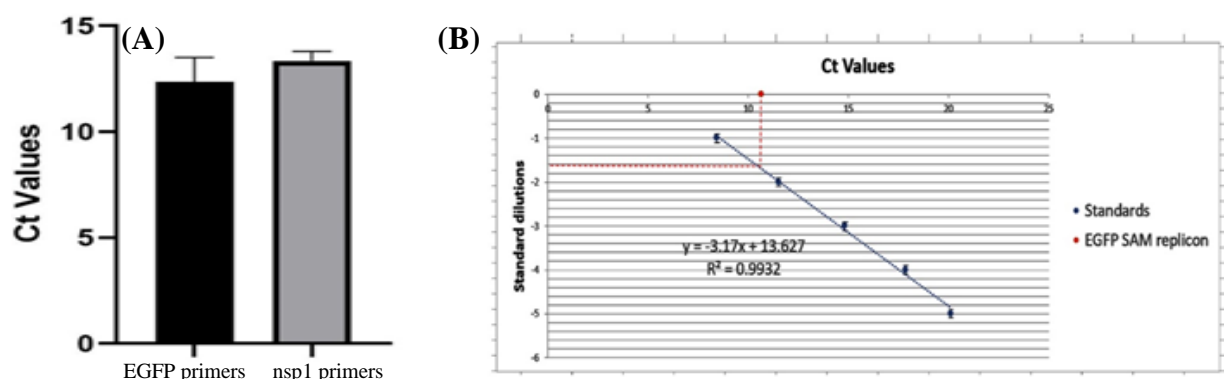 (A)
15
10
5
0
Ct Values
EGFP primers nsp1 primers
(B)
Ct Values
0 5 10 15 20 25
0
-1
-2
-3
-4
-5
-6
Standard dilutions
y = -3.17x + 13.627
R² = 0.9932
Standards
EGFP SAM replicon